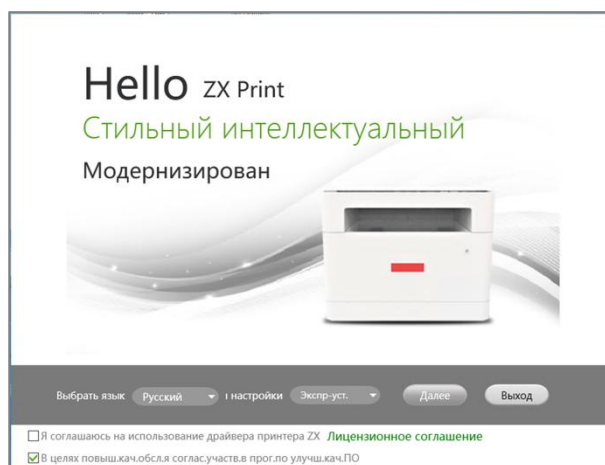 Hello ZX Print
Стильный интеллектуальный
Модернизирован
Выбрать язык Русский настройки Экспр-уст. Далее Выход
Я соглашаюсь на использование драйвера принтера ZX Лицензионное соглашение
В целях повыш.кач.обсл.я соглас.участв.в прог.по улучш.кач.ПО